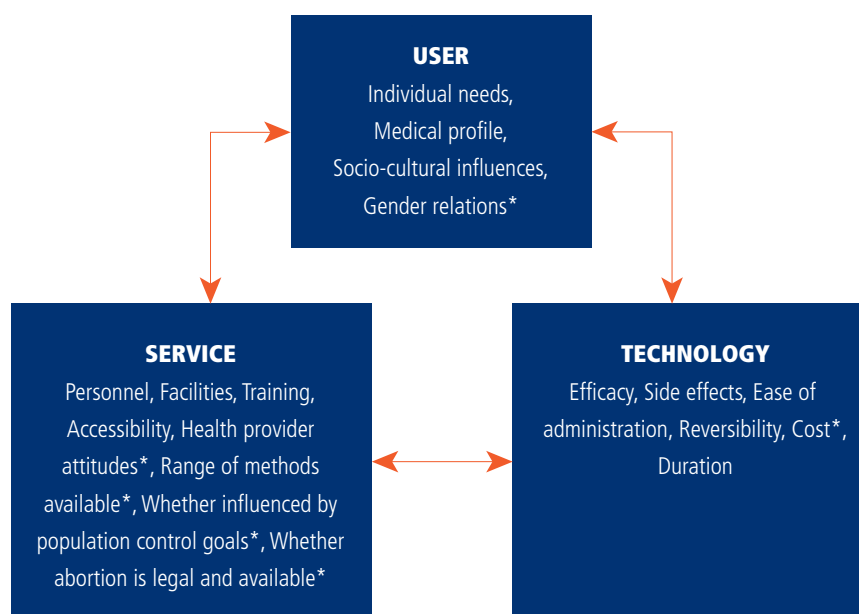 USER
Individual needs,
Medical profile,
Socio-cultural influences,
Gender relations*
SERVICE
Personnel, Facilities, Training,
Accessibility, Health provider
attitudes*, Range of methods
available*, Whether influenced by
population control goals*, Whether
abortion is legal and available*
TECHNOLOGY
Efficacy, Side effects, Ease of
administration, Reversibility, Cost*,
Duration